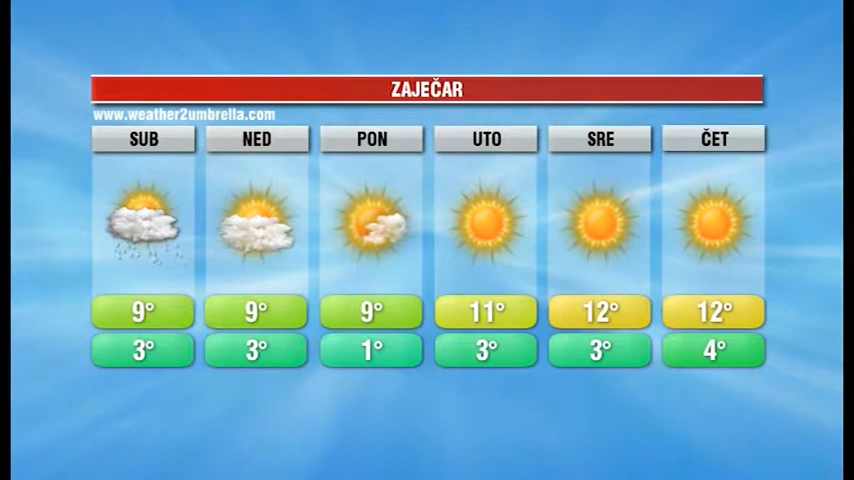 ZAJEČAR
www.weather2umbrella.com
SUB NED PON UTO SRE ČET
9° 9° 9° 11° 12° 12°
3° 3° 1° 3° 3° 4°